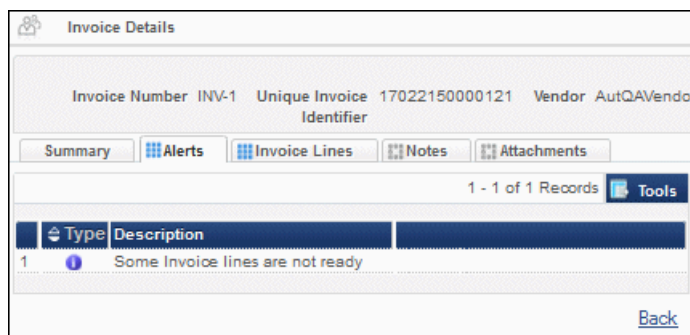 Invoice Details
Invoice Number INV-1 Unique Invoice Identifier 17022150000121 Vendor AutQAVendo
Summary Alerts Invoice Lines Notes Attachments
1 - 1 of 1 Records Tools
Type Description
1 Some Invoice lines are not ready
Back